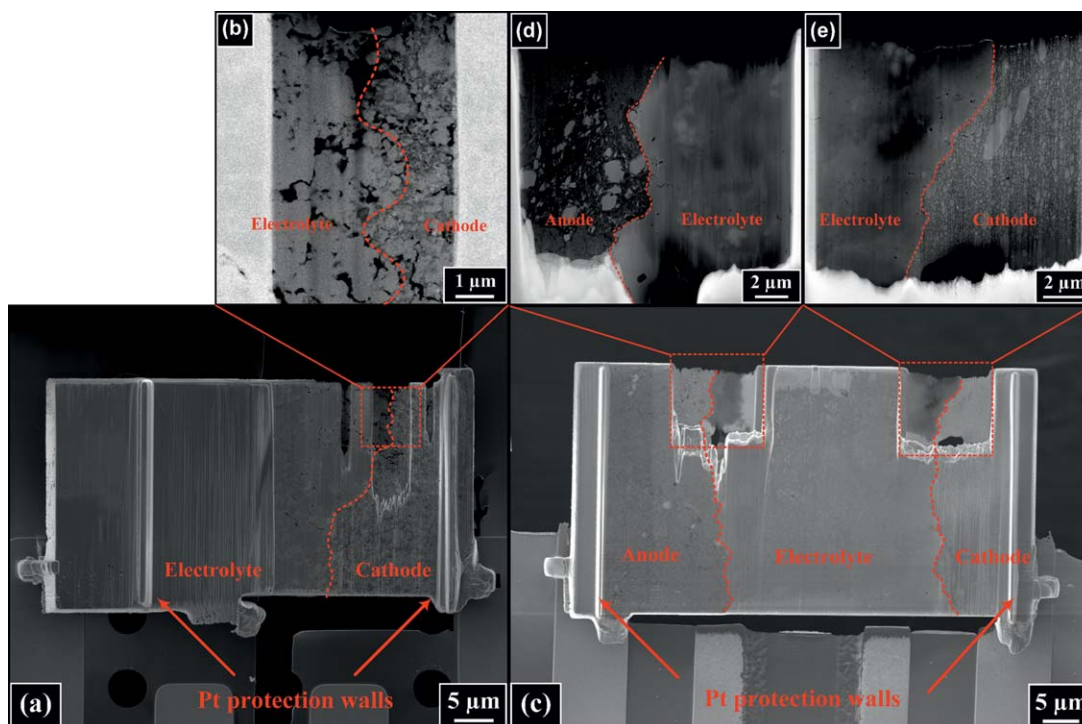 (b)
Electrolyte
Cathode
1 µm
(d)
Anode
Electrolyte
2 µm
(e)
Electrolyte
Cathode
2 µm
Electrolyte
Cathode
Pt protection walls
(a)
5 µm
Anode
Electrolyte
Cathode
Pt protection walls
(c)
5 µm